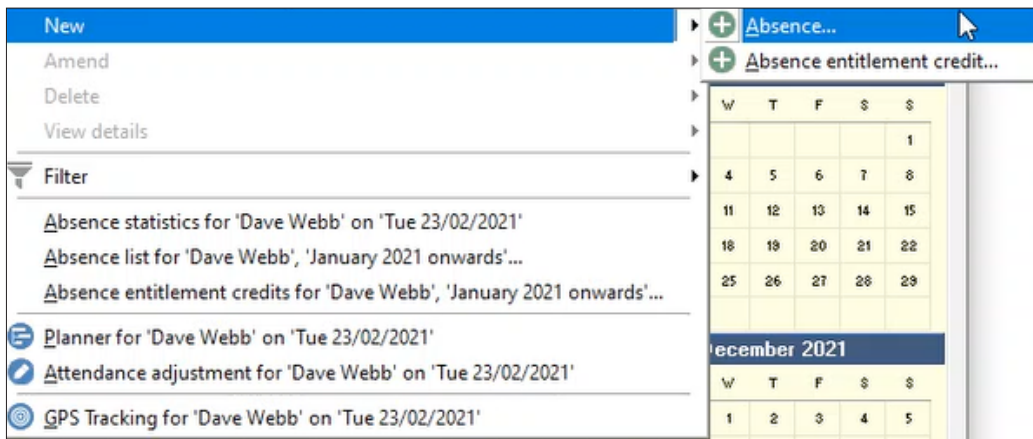 New
Absence...
Absence entitlement credit...
Amend
Delete
View details
Filter
Absence statistics for 'Dave Webb' on 'Tue 23/02/2021'
Absence list for 'Dave Webb', 'January 2021 onwards'...
Absence entitlement credits for 'Dave Webb', 'January 2021 onwards'...
Planner for 'Dave Webb' on 'Tue 23/02/2021'
Attendance adjustment for 'Dave Webb' on 'Tue 23/02/2021'
GPS Tracking for 'Dave Webb' on 'Tue 23/02/2021'
W T F S S
1
4 5 6 7 8
11 12 13 14 15
18 19 20 21 22
25 26 27 28 29
ecember 2021
W T F S S
1 2 3 4 5